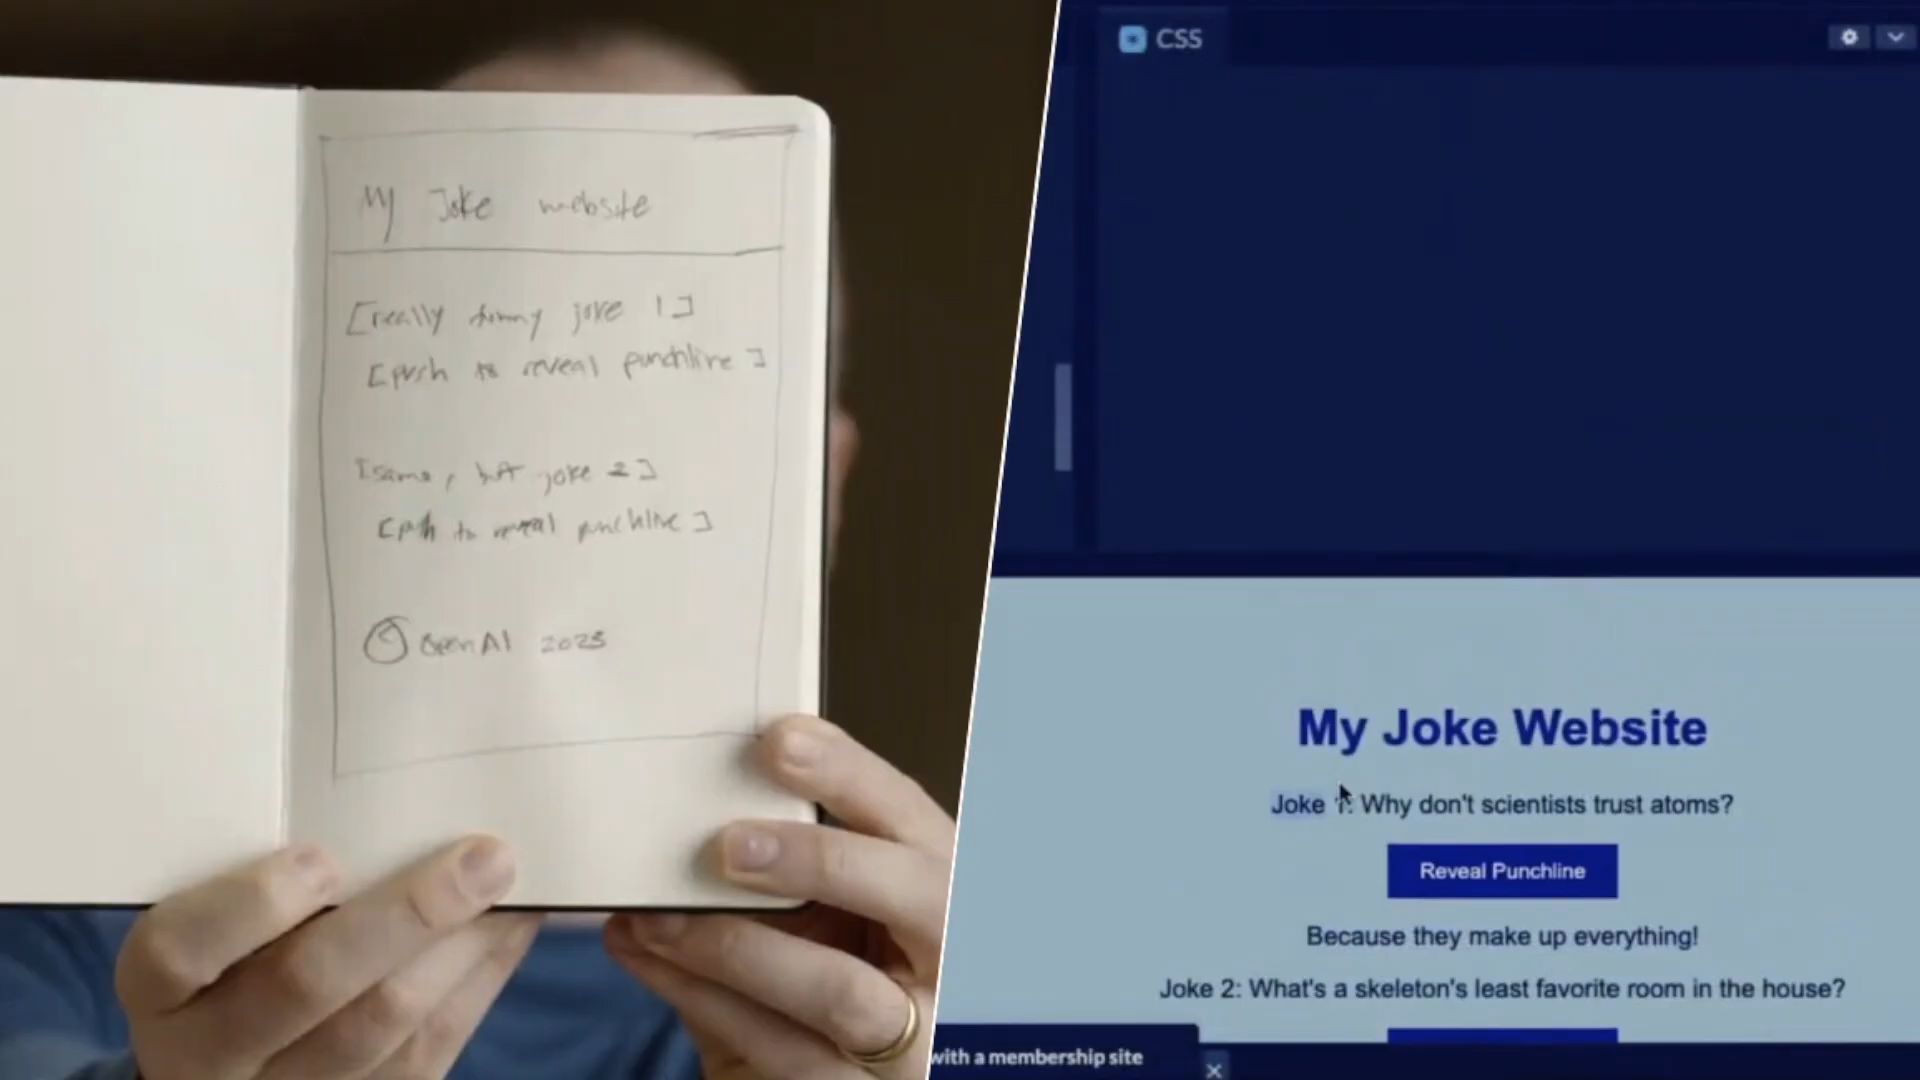 My Joke website
[really funny joke 1]
[push to reveal punchline]
[same, but joke 2]
[push to reveal punchline]
OpenAI 2023
CSS
My Joke Website
Joke 1: Why don't scientists trust atoms?
Reveal Punchline
Because they make up everything!
Joke 2: What's a skeleton's least favorite room in the house?
with a membership site